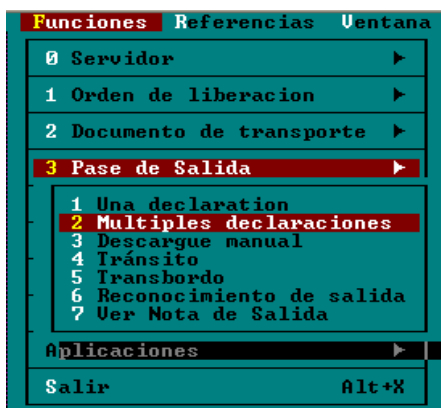 Funciones Referencias Ventana
0 Servidor
1 Orden de liberacion
2 Documento de transporte
3 Pase de Salida
1 Una declaration
2 Multiples declaraciones
3 Descargue manual
4 Tránsito
5 Transbordo
6 Reconocimiento de salida
7 Ver Nota de Salida
Aplicaciones
Salir Alt+X